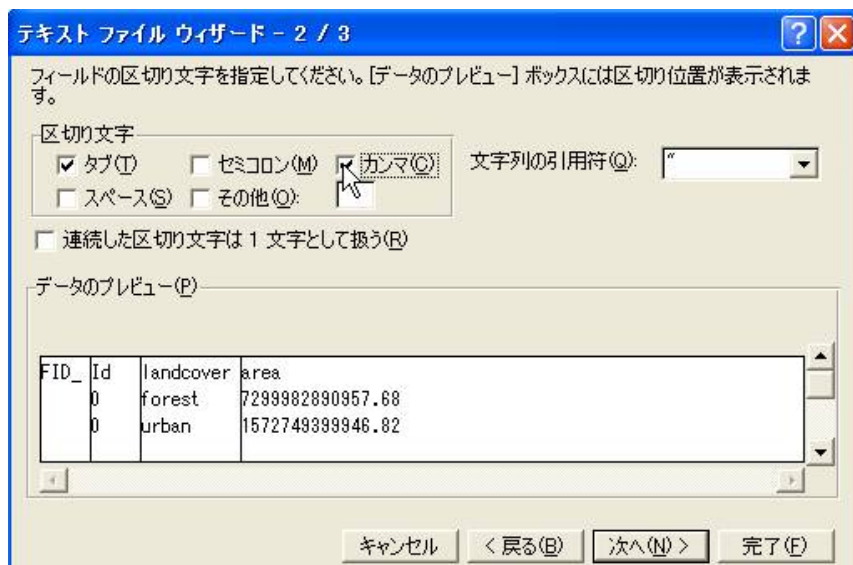 テキスト ファイル ウィザード - 2 / 3
フィールドの区切り文字を指定してください。[データのプレビュー] ボックスには区切り位置が表示されま
す。
区切り文字
タブ(T) セミコロン(M) カンマ(C) 文字列の引用符(Q): "
スペース(S) その他(O):
連続した区切り文字は 1 文字として扱う(R)
データのプレビュー(P)
FID_ Id landcover area
0 forest 7299982890957.68
0 urban 1572749399946.82
キャンセル < 戻る(B) 次へ(N) > 完了(F)